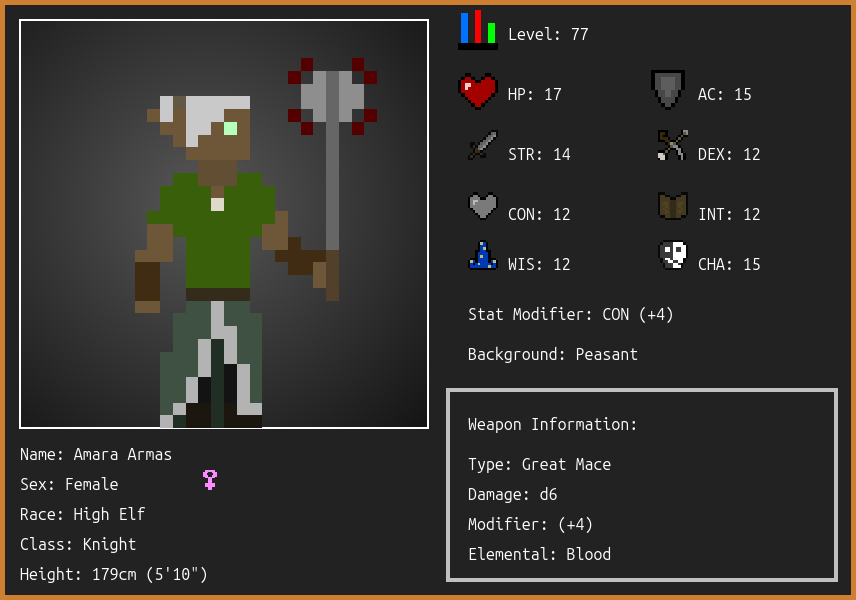 Level: 77
HP: 17
AC: 15
STR: 14
DEX: 12
CON: 12
INT: 12
WIS: 12
CHA: 15
Stat Modifier: CON (+4)
Background: Peasant
Weapon Information:
Type: Great Mace
Damage: d6
Modifier: (+4)
Elemental: Blood
Name: Amara Armas
Sex: Female
Race: High Elf
Class: Knight
Height: 179cm (5'10")